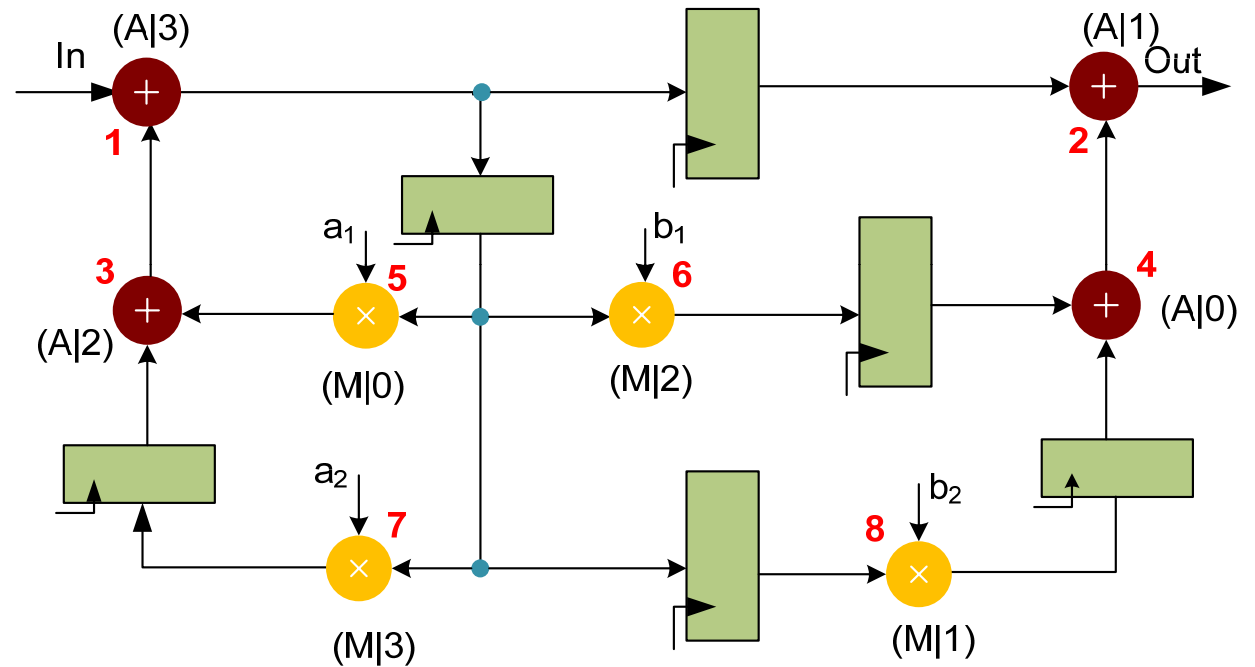 (A|3)
(A|1)
In
Out
1
2
a₁
b₁
3
5
6
4
(A|2)
(A|0)
(M|0)
(M|2)
a₂
b₂
7
8
(M|3)
(M|1)